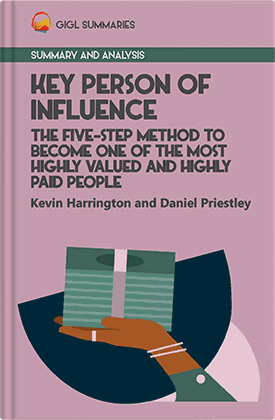 GIGL SUMMARIES
SUMMARY AND ANALYSIS
KEY PERSON OF
INFLUENCE
THE FIVE-STEP METHOD TO
BECOME ONE OF THE MOST
HIGHLY VALUED AND HIGHLY
PAID PEOPLE
Kevin Harrington and Daniel Priestley